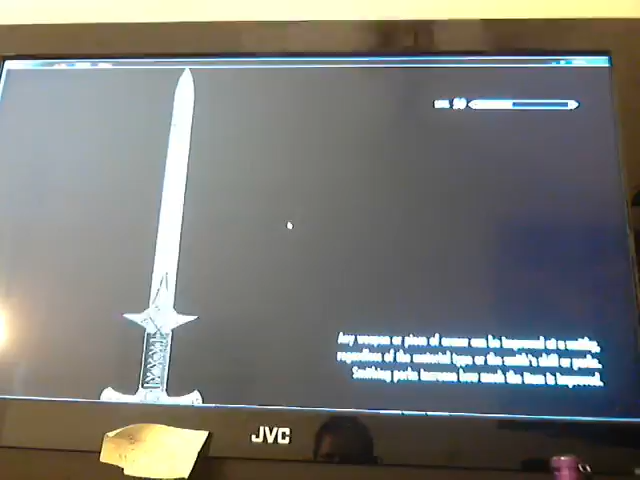 Any weapon or piece of armor can be improved at a smithy,
regardless of the material type or the smith's skill or perks.
Smithing perks increase how much the item is improved.
JVC